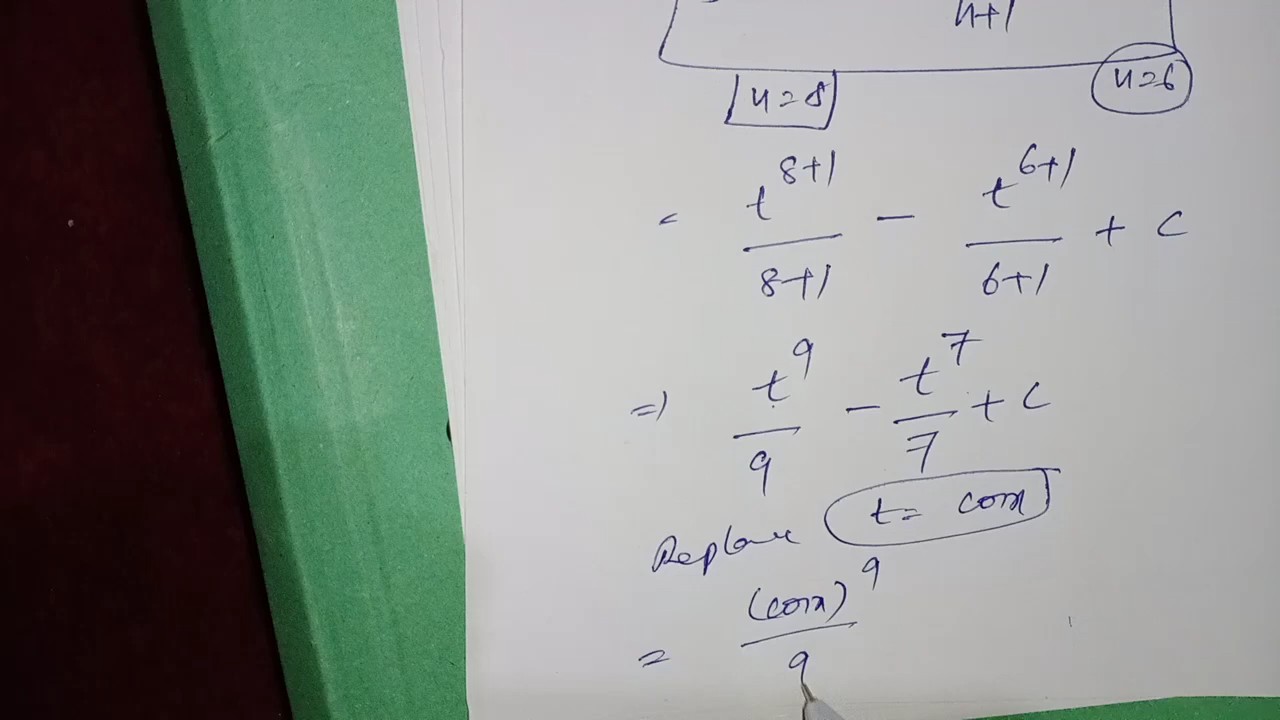 n+1
n=8 n=6
= t^{8+1}/8+1 - t^{6+1}/6+1 + c
=) t^9/9 - t^7/7 + c
Replace t= cosx
= (cosx)^9/9